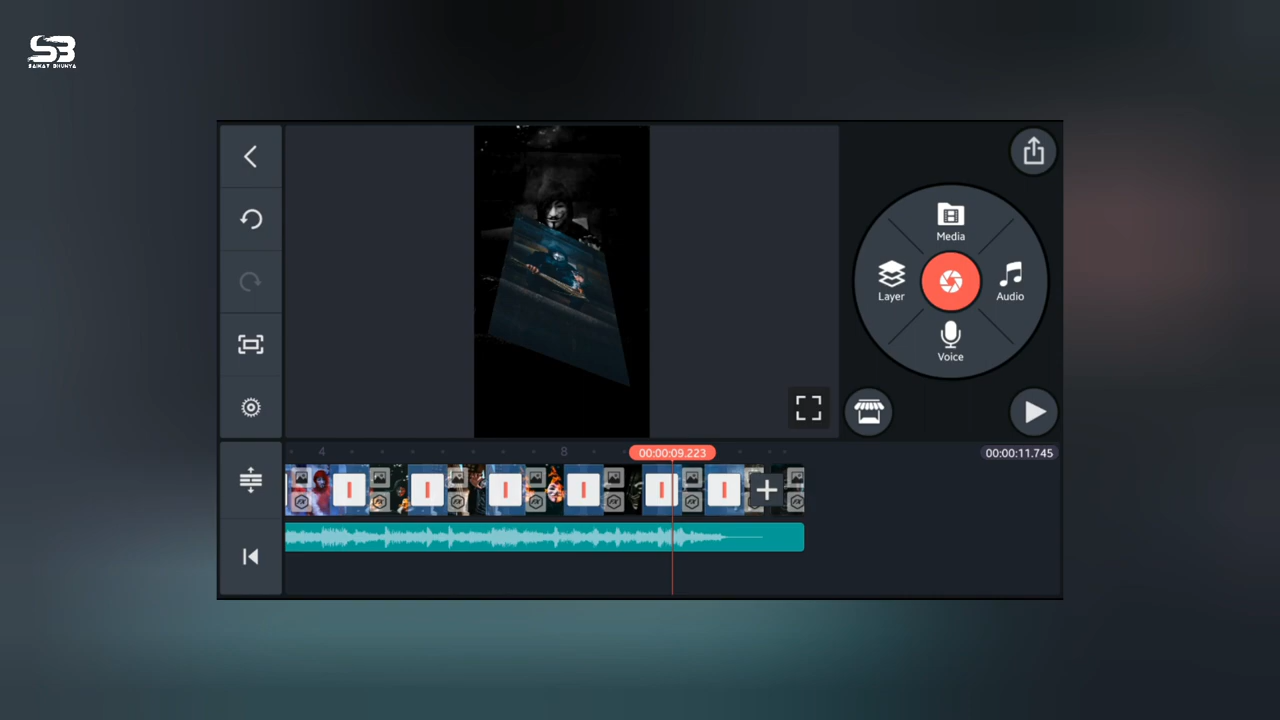 SB
SAIKAT BHUNYA
Media
Layer
Audio
Voice
4
8
00:00:09.223
00:00:11.745